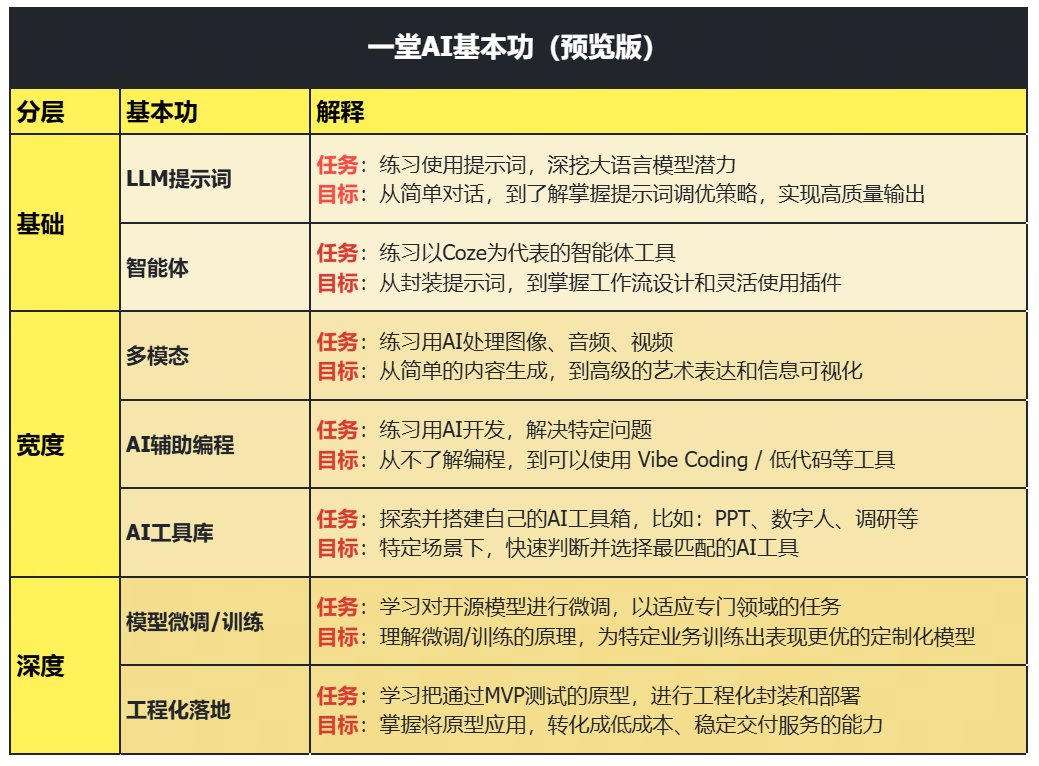 一堂AI基本功（预览版）
分层 基本功 解释
基础
LLM提示词
任务：练习使用提示词，深挖大语言模型潜力
目标：从简单对话，到了解掌握提示词调优策略，实现高质量输出
智能体
任务：练习以Coze为代表的智能体工具
目标：从封装提示词，到掌握工作流设计和灵活使用插件
宽度
多模态
任务：练习用AI处理图像、音频、视频
目标：从简单的内容生成，到高级的艺术表达和信息可视化
AI辅助编程
任务：练习用AI开发，解决特定问题
目标：从不了解编程，到可以使用 Vibe Coding / 低代码等工具
AI工具库
任务：探索并搭建自己的AI工具箱，比如：PPT、数字人、调研等
目标：特定场景下，快速判断并选择最匹配的AI工具
深度
模型微调/训练
任务：学习对开源模型进行微调，以适应专门领域的任务
目标：理解微调/训练的原理，为特定业务训练出表现更优的定制化模型
工程化落地
任务：学习把通过MVP测试的原型，进行工程化封装和部署
目标：掌握将原型应用，转化成低成本、稳定交付服务的能力